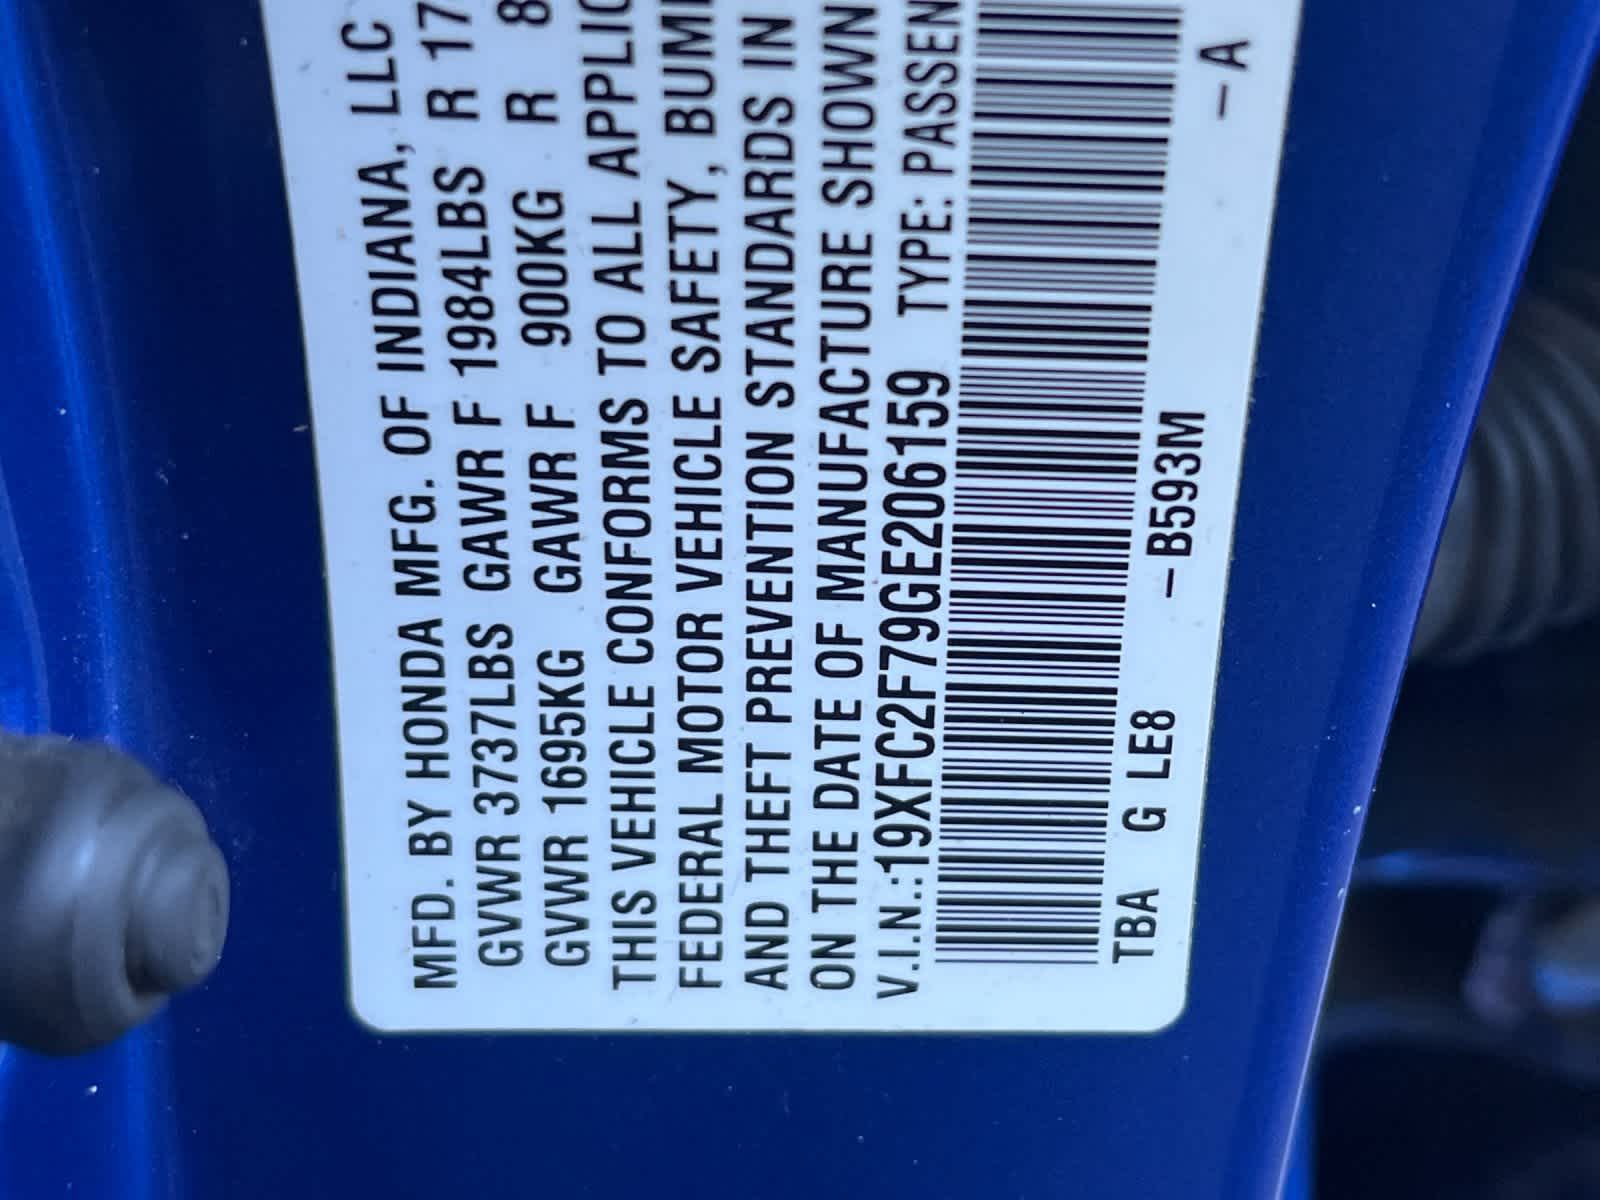 MFD. BY HONDA MFG. OF INDIANA, LLC
GVWR 3737LBS GAWR F 1984LBS R 17
GVWR 1695KG GAWR F 900KG R 8
THIS VEHICLE CONFORMS TO ALL APPLIC
FEDERAL MOTOR VEHICLE SAFETY, BUM
AND THEFT PREVENTION STANDARDS IN
ON THE DATE OF MANUFACTURE SHOWN
V.I.N.:19XFC2F79GE206159 TYPE: PASSEN
TBA G LE8 –B593M –A